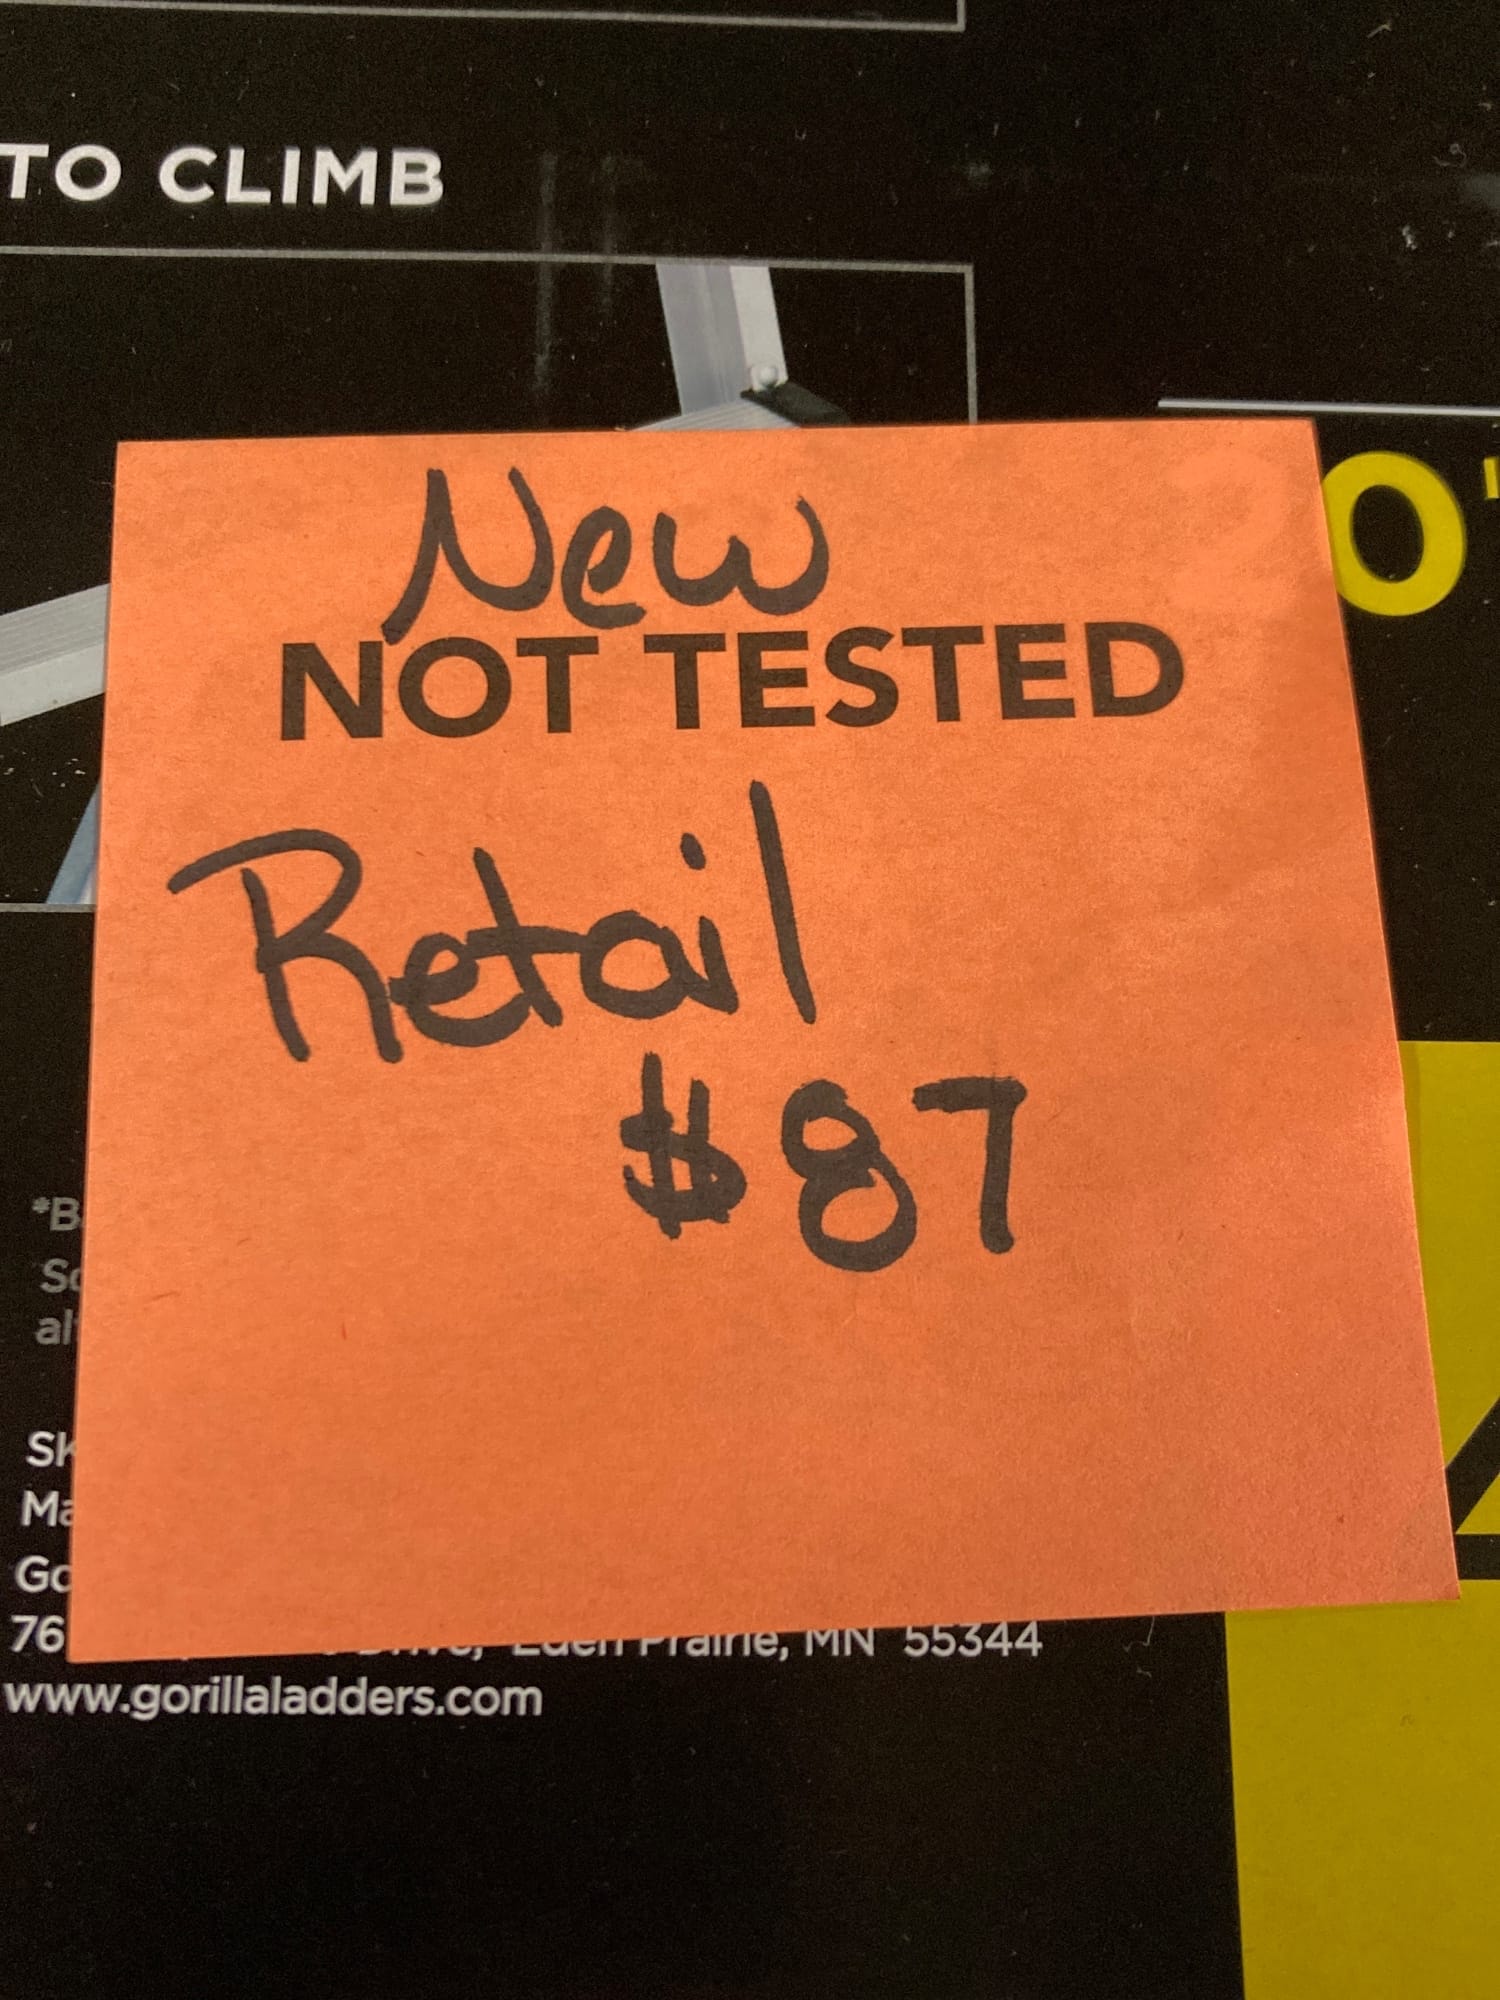 TO CLIMB
New
NOT TESTED
Retail
$87
Eden Prairie, MN 55344
www.gorillaladders.com